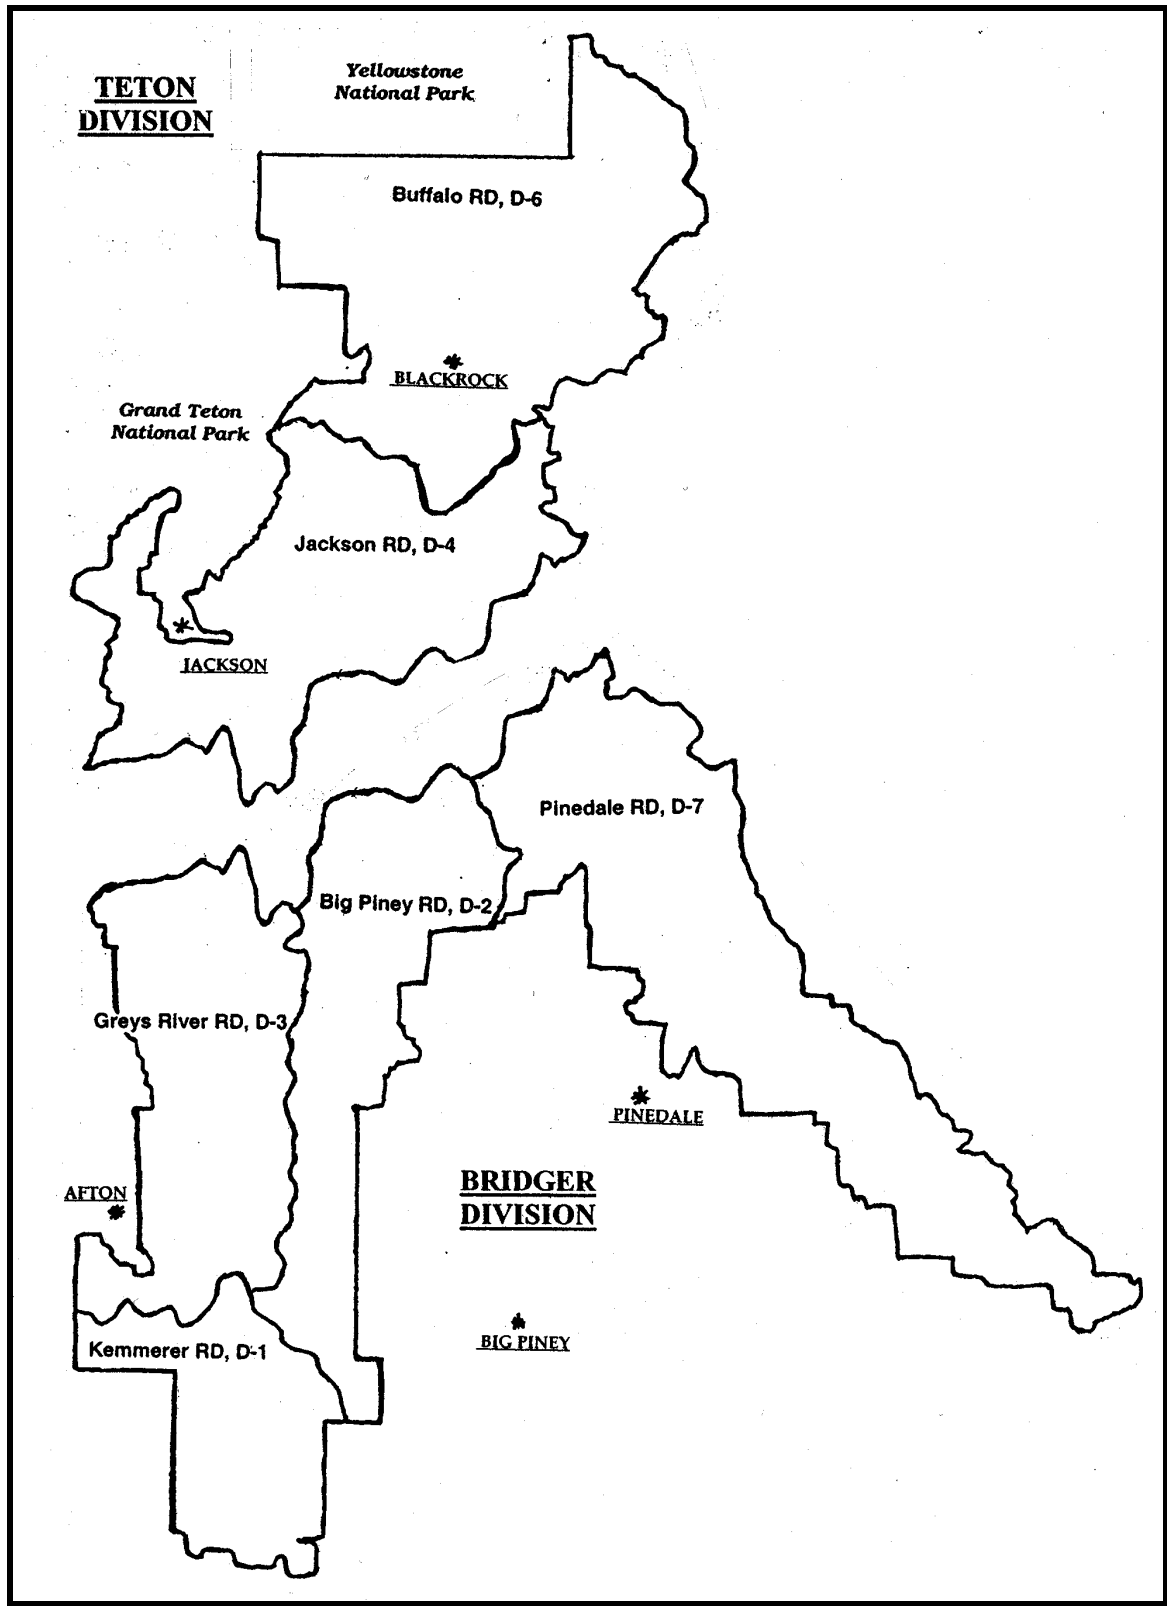 TETON
DIVISION
Yellowstone
National Park
Buffalo RD, D-6
BLACKROCK
Grand Teton
National Park
Jackson RD, D-4
JACKSON
Pinedale RD, D-7
Big Piney RD, D-2
Greys River RD, D-3
PINEDALE
AFTON
BRIDGER
DIVISION
BIG PINEY
Kemmerer RD, D-1